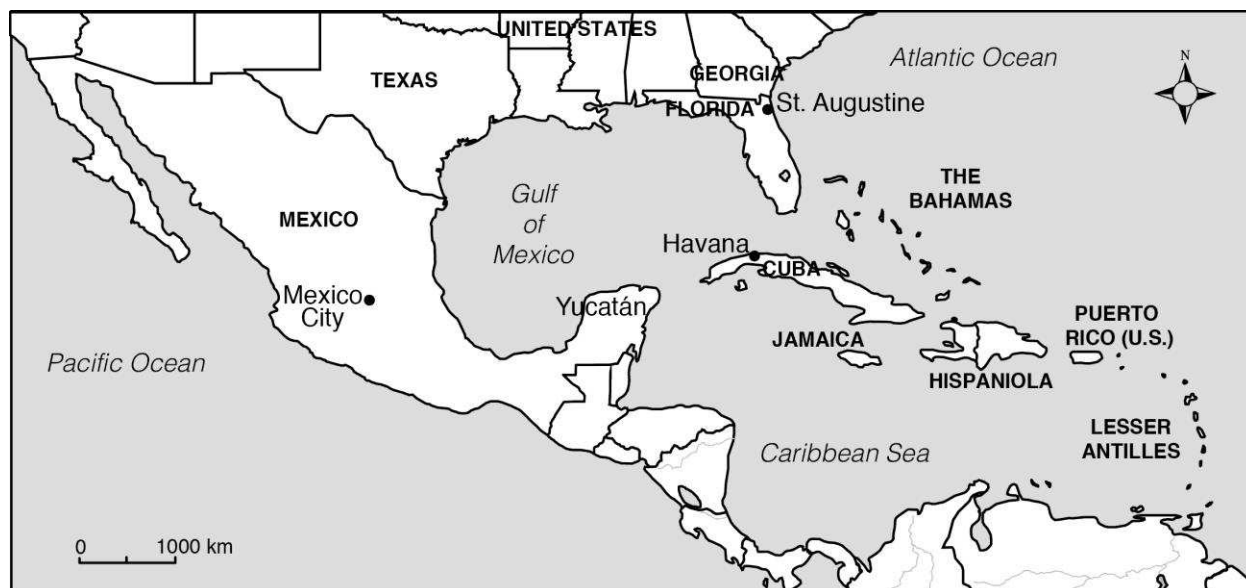 UNITED STATES
Atlantic Ocean
N
TEXAS
GEORGIA
FLORIDA
St. Augustine
Gulf
of
Mexico
THE
BAHAMAS
MEXICO
Havana
CUBA
Mexico
City
Yucatán
JAMAICA
PUERTO
RICO (U.S.)
Pacific Ocean
HISPANIOLA
LESSER
ANTILLES
Caribbean Sea
0 1000 km